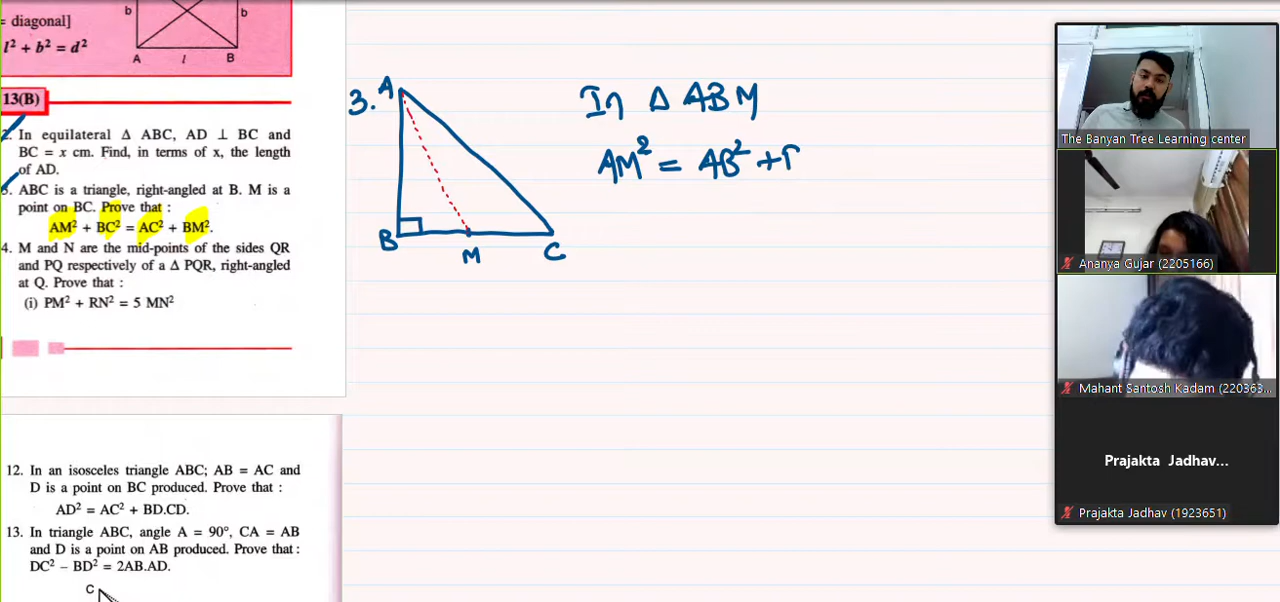 = diagonal]
l² + b² = d²
b
b
A
l
B
13(B)
2. In equilateral Δ ABC, AD ⊥ BC and
BC = x cm. Find, in terms of x, the length
of AD.
3. ABC is a triangle, right-angled at B. M is a
point on BC. Prove that :
AM² + BC² = AC² + BM².
4. M and N are the mid-points of the sides QR
and PQ respectively of a Δ PQR, right-angled
at Q. Prove that :
(i) PM² + RN² = 5 MN²
12. In an isosceles triangle ABC; AB = AC and
D is a point on BC produced. Prove that :
AD² = AC² + BD.CD.
13. In triangle ABC, angle A = 90°, CA = AB
and D is a point on AB produced. Prove that :
DC² – BD² = 2AB.AD.
C
3.
A
B
M
C
In Δ ABM
AM² = AB² +
The Banyan Tree Learning center
Ananya Gujar (2205166)
Mahant Santosh Kadam (220363...
Prajakta Jadhav...
Prajakta Jadhav (1923651)